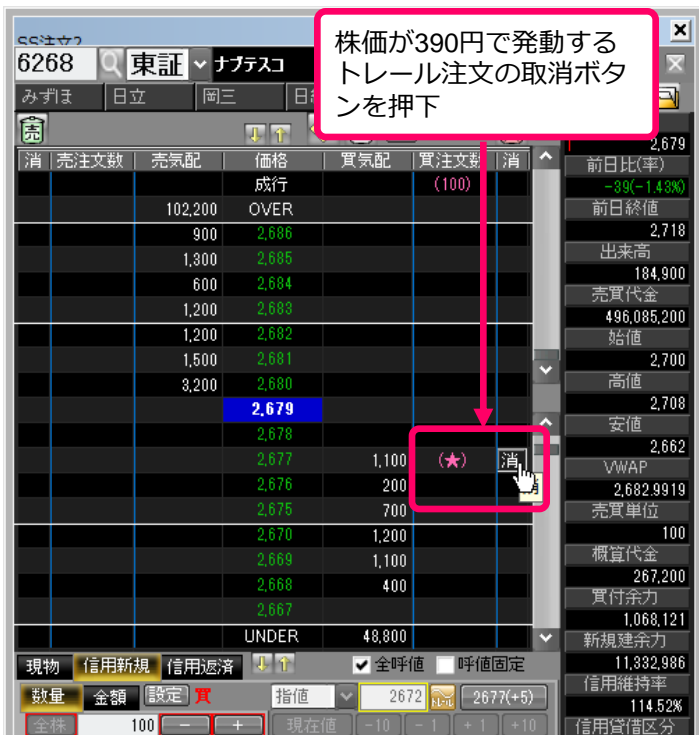 SS注文2
株価が390円で発動する
トレール注文の取消ボタ
ンを押下
6268 東証 ナブテスコ
みずほ 日立 岡三
売
消 売注文数 売気配 価格 買気配 買注文数 消
成行 (100)
102,200 OVER
900 2,686
1,300 2,685
600 2,684
1,200 2,683
1,200 2,682
1,500 2,681
3,200 2,680
2,679
2,678
2,677 1,100 (★) 消
2,676 200
2,675 700
2,670 1,200
2,669 1,100
2,668 400
2,667
UNDER 48,800
2,679
前日比(率)
-39(-1.43%)
前日終値
2,718
出来高
184,900
売買代金
496,085,200
始値
2,700
高値
2,708
安値
2,662
VWAP
2,682.9919
売買単位
100
概算代金
267,200
買付余力
1,068,121
新規建余力
11,332,986
信用維持率
114.52%
信用貸借区分
現物 信用新規 信用返済 全呼値 呼値固定
数量 金額 設定 買 指値 2672 2677(+5)
全株 100 - + 現在値 -10 -1 +1 +10